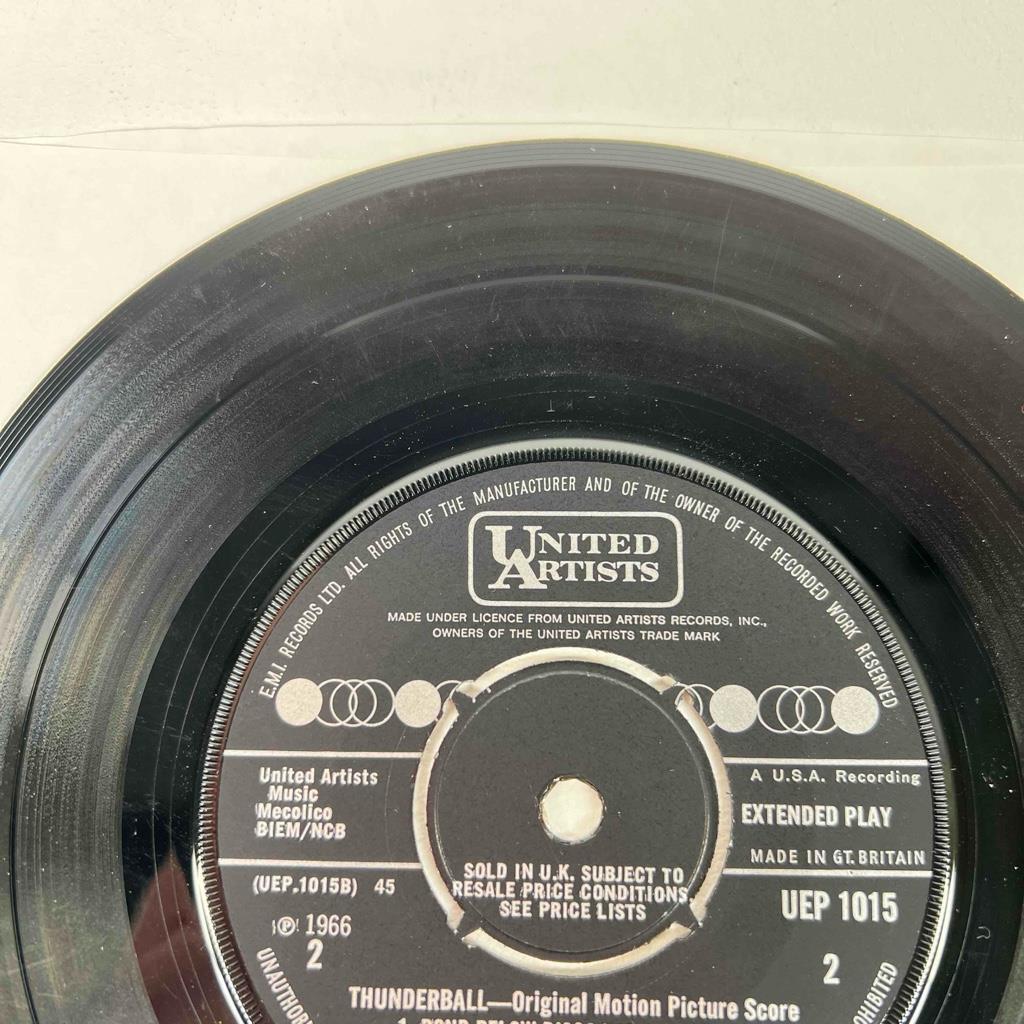 E.M.I. RECORDS LTD. ALL RIGHTS OF THE MANUFACTURER AND OF THE OWNER OF THE RECORDED WORK RESERVED
UNITED
ARTISTS
MADE UNDER LICENCE FROM UNITED ARTISTS RECORDS, INC.,
OWNERS OF THE UNITED ARTISTS TRADE MARK
United Artists
Music
Mecolico
BIEM/NCB
A U.S.A. Recording
EXTENDED PLAY
MADE IN GT. BRITAIN
SOLD IN U.K. SUBJECT TO
RESALE PRICE CONDITIONS,
SEE PRICE LISTS
(UEP.1015B) 45
℗ 1966
2
UEP 1015
2
THUNDERBALL—Original Motion Picture Score